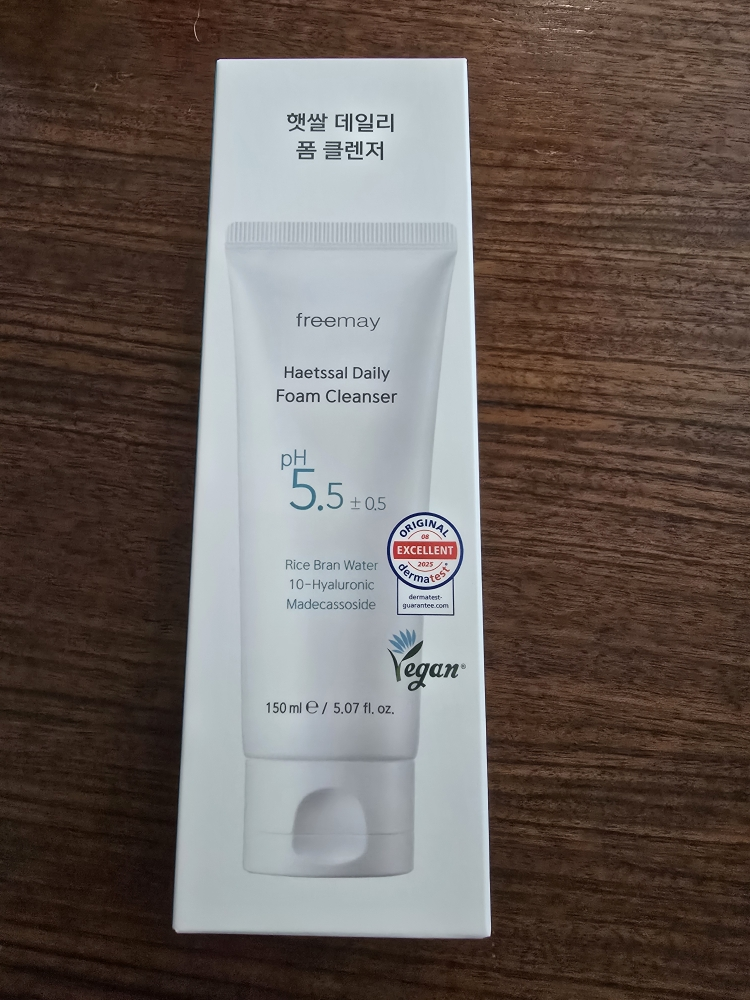 햇쌀 데일리
폼 클렌저
freemay
Haetssal Daily
Foam Cleanser
pH
5.5 ± 0.5
Rice Bran Water
10-Hyaluronic
Madecassoside
ORIGINAL
08
EXCELLENT
2025
dermatest®
dermatest-
guarantee.com
Vegan®
150 ml ℮ / 5.07 fl. oz.